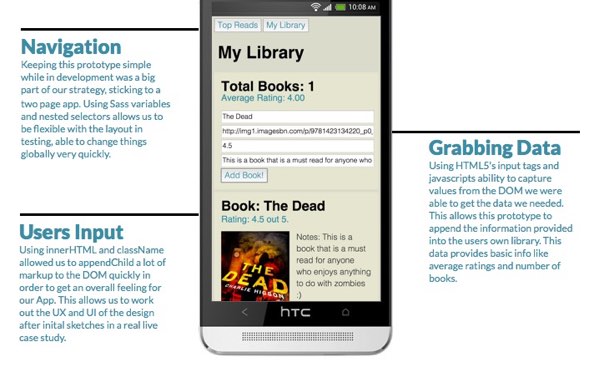 Navigation
Keeping this prototype simple
while in development was a big
part of our strategy, sticking to a
two page app. Using Sass variables
and nested selectors allows us to
be flexible with the layout in
testing, able to change things
globally very quickly.
Users Input
Using innerHTML and className
allowed us to appendChild a lot of
markup to the DOM quickly in
order to get an overall feeling for
our App. This allows us to work
out the UX and UI of the design
after inital sketches in a real live
case study.
10:08 AM
Top Reads My Library
My Library
Total Books: 1
Average Rating: 4.00
The Dead
http://img1.imagesbn.com/p/9781423134220_p0_
4.5
This is a book that is a must read for anyone who
Add Book!
Book: The Dead
Rating: 4.5 out 5.
THE
DEAD
CHARLIE HIGSON
Notes: This is a
book that is a must
read for anyone
who enjoys anything
to do with zombies
:)
hTC
Grabbing Data
Using HTML5's input tags and
javascripts ability to capture
values from the DOM we were
able to get the data we needed.
This allows this prototype to
append the information provided
into the users own library. This
data provides basic info like
average ratings and number of
books.